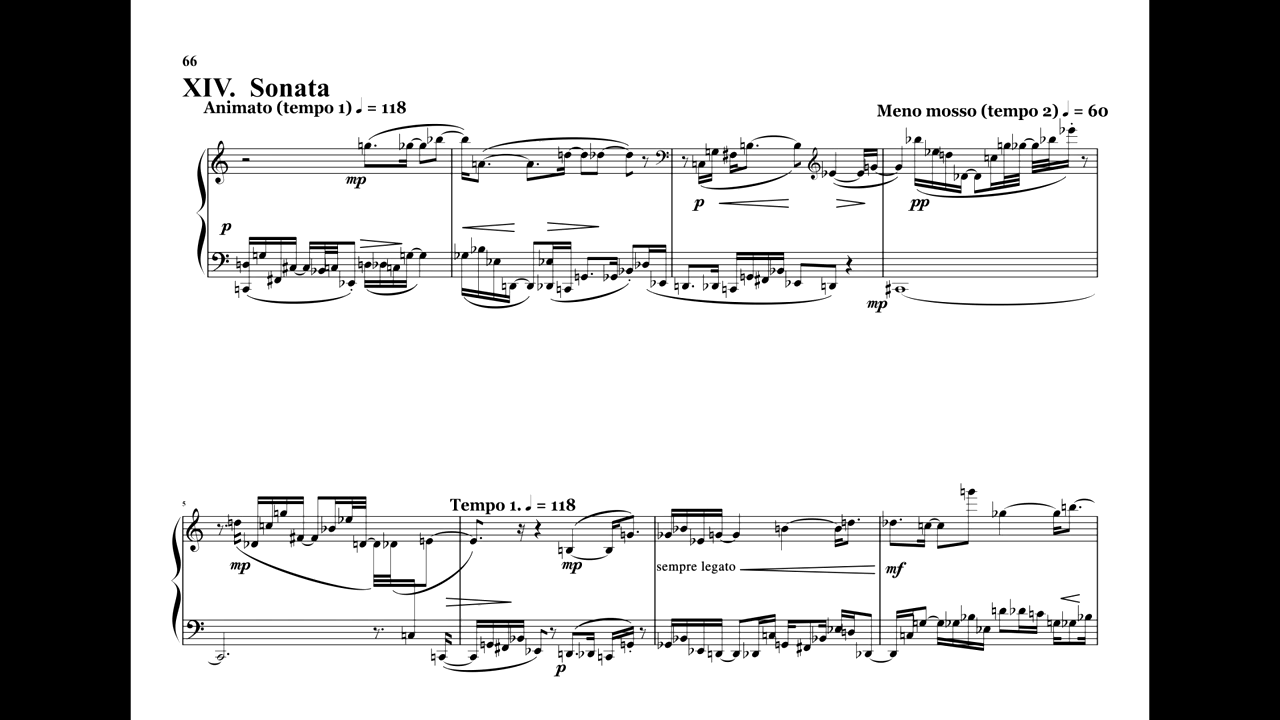 66
XIV. Sonata
Animato (tempo 1) ♩ = 118
Meno mosso (tempo 2) ♩ = 60
mp
p
pp
p
mp
5
Tempo 1. ♩ = 118
mp
mp
sempre legato
mf
p